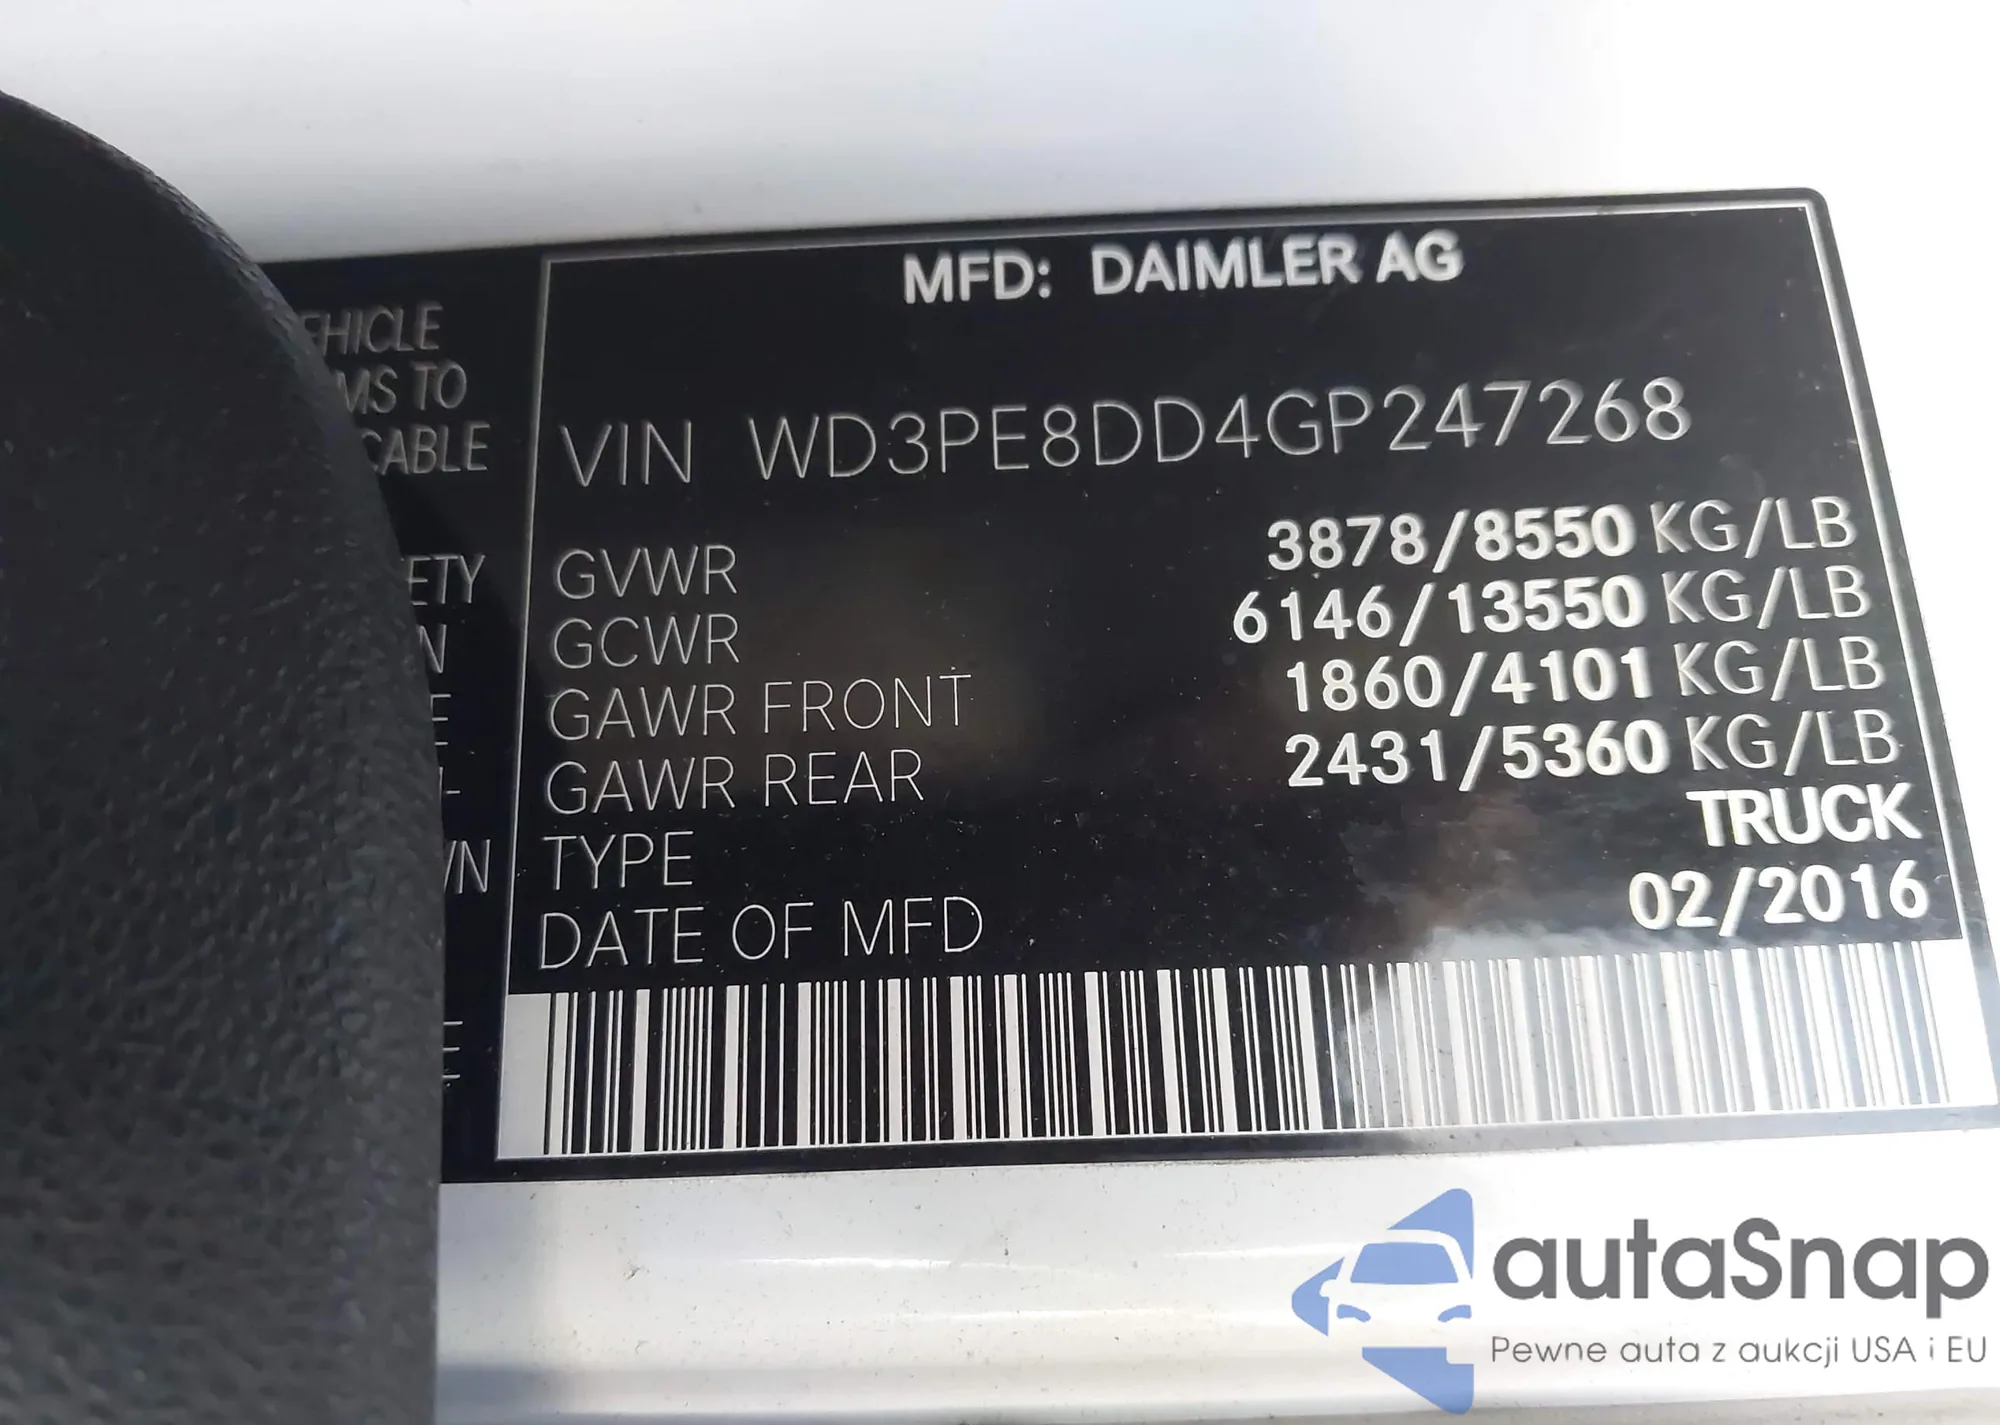 MFD: DAIMLER AG
VIN WD3PE8DD4GP247268
GVWR 3878/8550 KG/LB
GCWR 6146/13550 KG/LB
GAWR FRONT 1860/4101 KG/LB
GAWR REAR 2431/5360 KG/LB
TYPE TRUCK
DATE OF MFD 02/2016
TO
autaSnap
Pewne auta z aukcji USA i EU